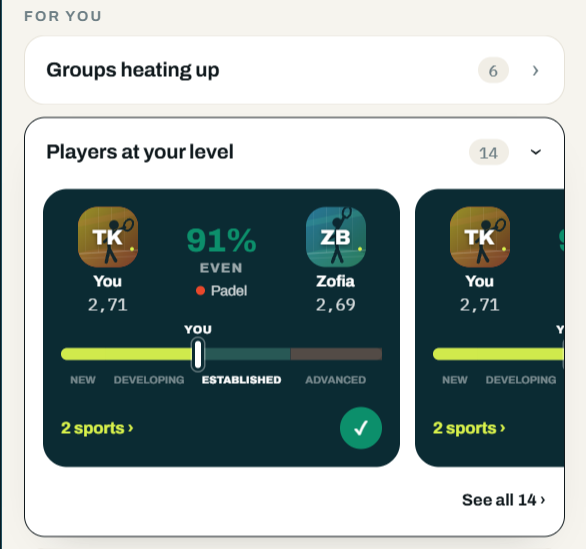 FOR YOU
Groups heating up
6 ›
Players at your level
14
TK
You
2,71
91%
EVEN
Padel
ZB
Zofia
2,69
YOU
NEW DEVELOPING ESTABLISHED ADVANCED
2 sports ›
TK
You
2,71
NEW DEVELOPING
2 sports ›
See all 14 ›